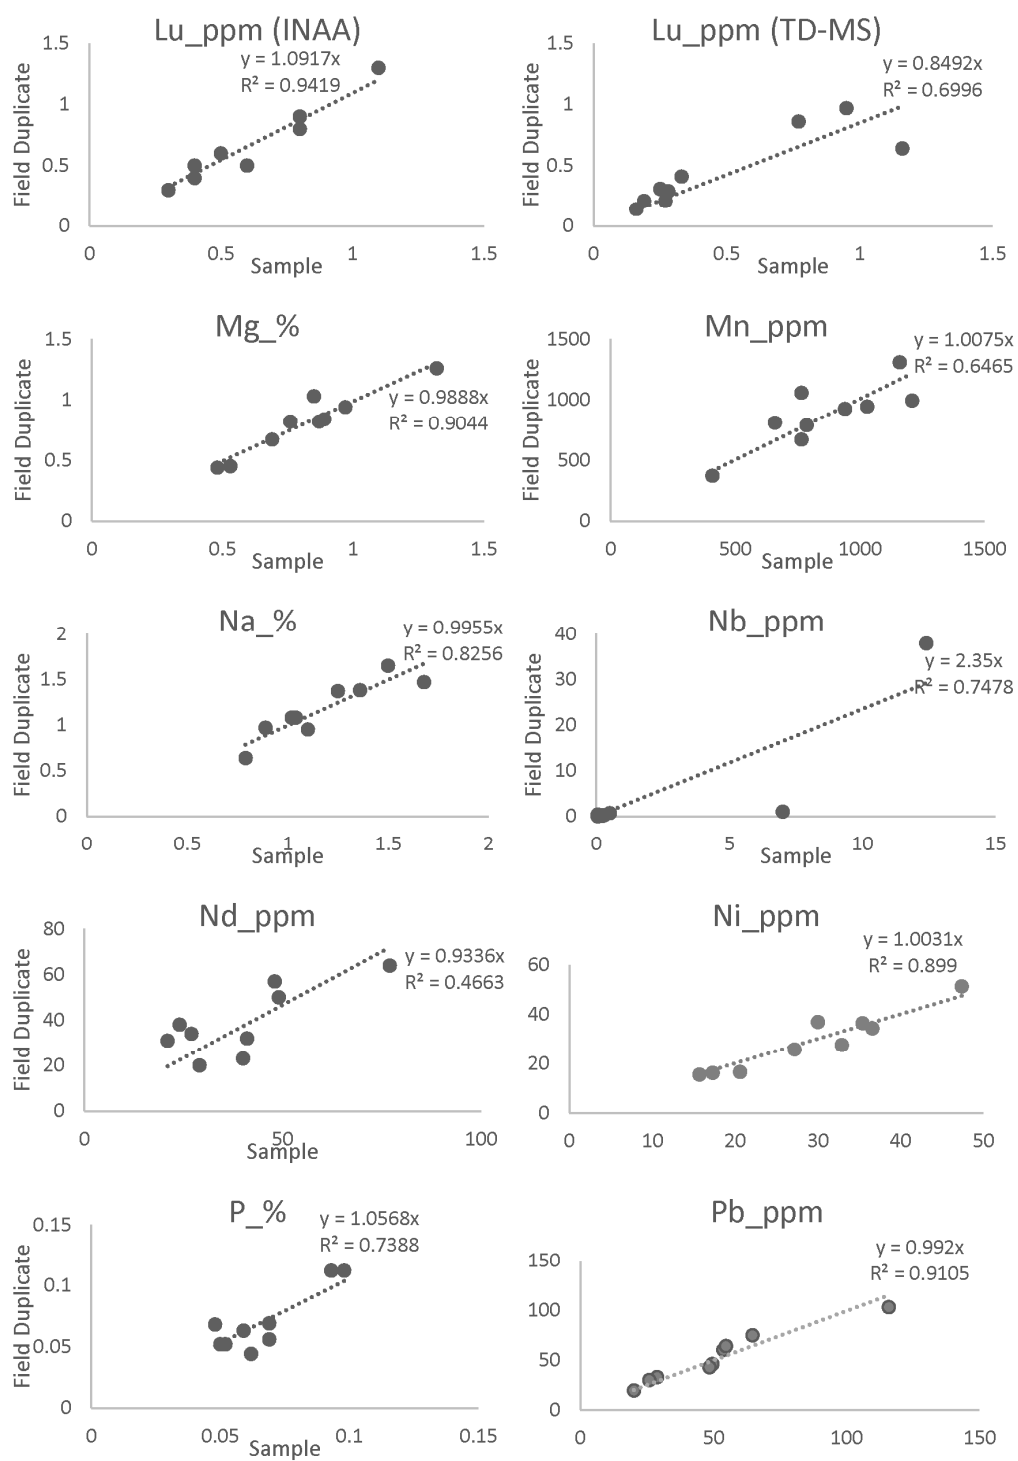 Lu_ppm (INAA)
y = 1.0917x
R² = 0.9419
Field Duplicate
1.5
1
0.5
0
0
0.5
1
1.5
Sample
Lu_ppm (TD-MS)
y = 0.8492x
R² = 0.6996
Field Duplicate
1.5
1
0.5
0
0
0.5
1
1.5
Sample
Mg_%
y = 0.9888x
R² = 0.9044
Field Duplicate
1.5
1
0.5
0
0
0.5
1
1.5
Sample
Mn_ppm
y = 1.0075x
R² = 0.6465
Field Duplicate
1500
1000
500
0
0
500
1000
1500
Sample
Na_%
y = 0.9955x
R² = 0.8256
Field Duplicate
2
1.5
1
0.5
0
0
0.5
1
1.5
2
Sample
Nb_ppm
y = 2.35x
R² = 0.7478
Field Duplicate
40
30
20
10
0
0
5
10
15
Sample
Nd_ppm
y = 0.9336x
R² = 0.4663
Field Duplicate
80
60
40
20
0
0
50
100
Sample
Ni_ppm
y = 1.0031x
R² = 0.899
60
40
20
0
0
10
20
30
40
50
P_%
y = 1.0568x
R² = 0.7388
Field Duplicate
0.15
0.1
0.05
0
0
0.05
0.1
0.15
Sample
Pb_ppm
y = 0.992x
R² = 0.9105
150
100
50
0
0
50
100
150